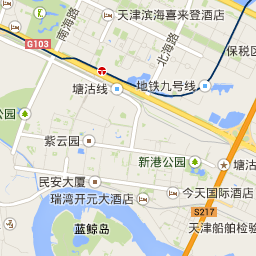 南海路
天津滨海喜来登酒店
G103
北海路
保税区
塘沽线
地铁九号线
公园
紫云园
新港公园
塘沽
民安大厦
今天国际酒店
瑞湾开元大酒店
S217
蓝鲸岛
天津船舶检验